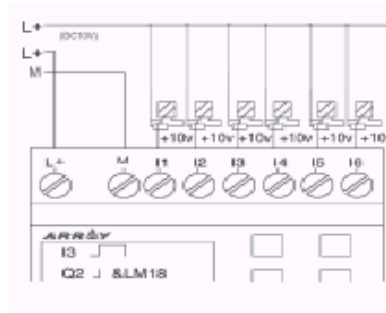 L+
(DC10V)
L+
M
+10v +10v +10v +10v +10v +10
L+ M I1 I2 I3 I4 I5 I6
ARRAY
I3
Q2 &LM18